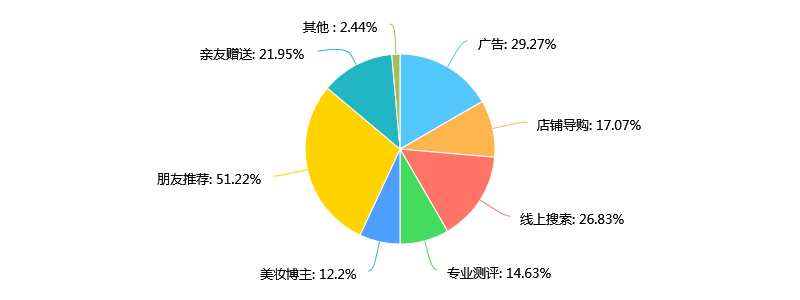 其他 : 2.44%
广告: 29.27%
亲友赠送: 21.95%
店铺导购: 17.07%
朋友推荐: 51.22%
线上搜索: 26.83%
美妆博主: 12.2%
专业测评: 14.63%